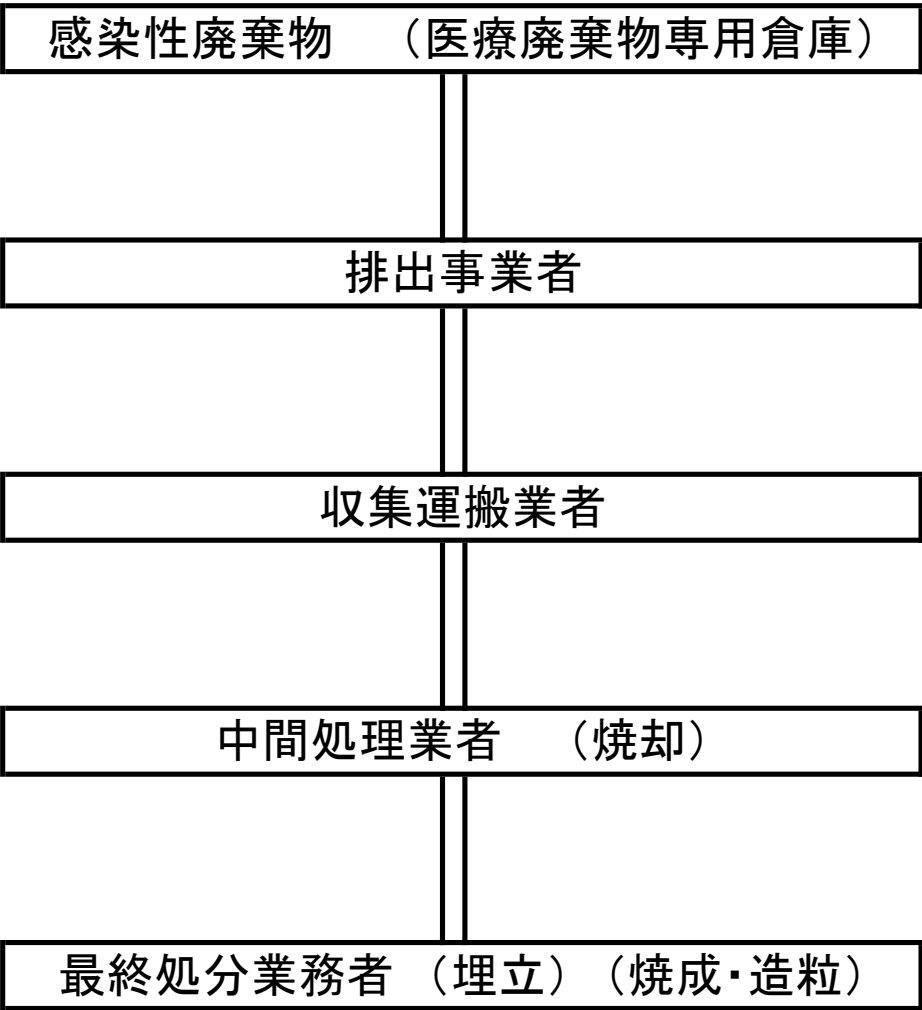 感染性廃棄物　（医療廃棄物専用倉庫）
排出事業者
収集運搬業者
中間処理業者　（焼却）
最終処分業務者（埋立）（焼成・造粒）